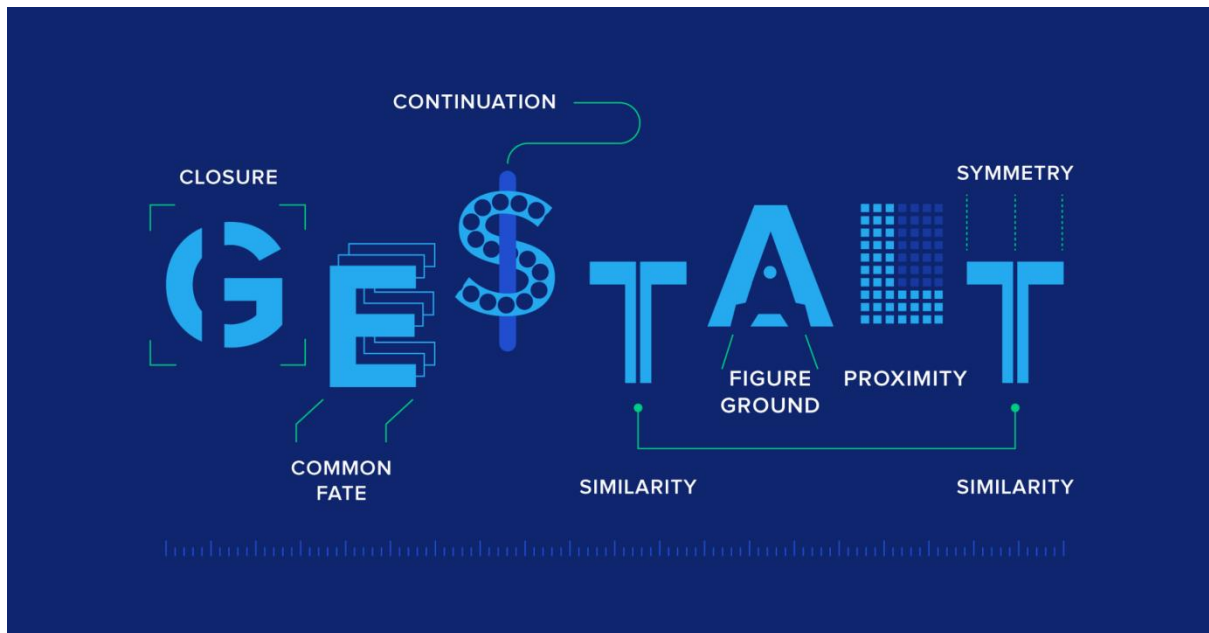 CONTINUATION
CLOSURE
SYMMETRY
GE$TALT
FIGURE
GROUND
PROXIMITY
COMMON
FATE
SIMILARITY
SIMILARITY